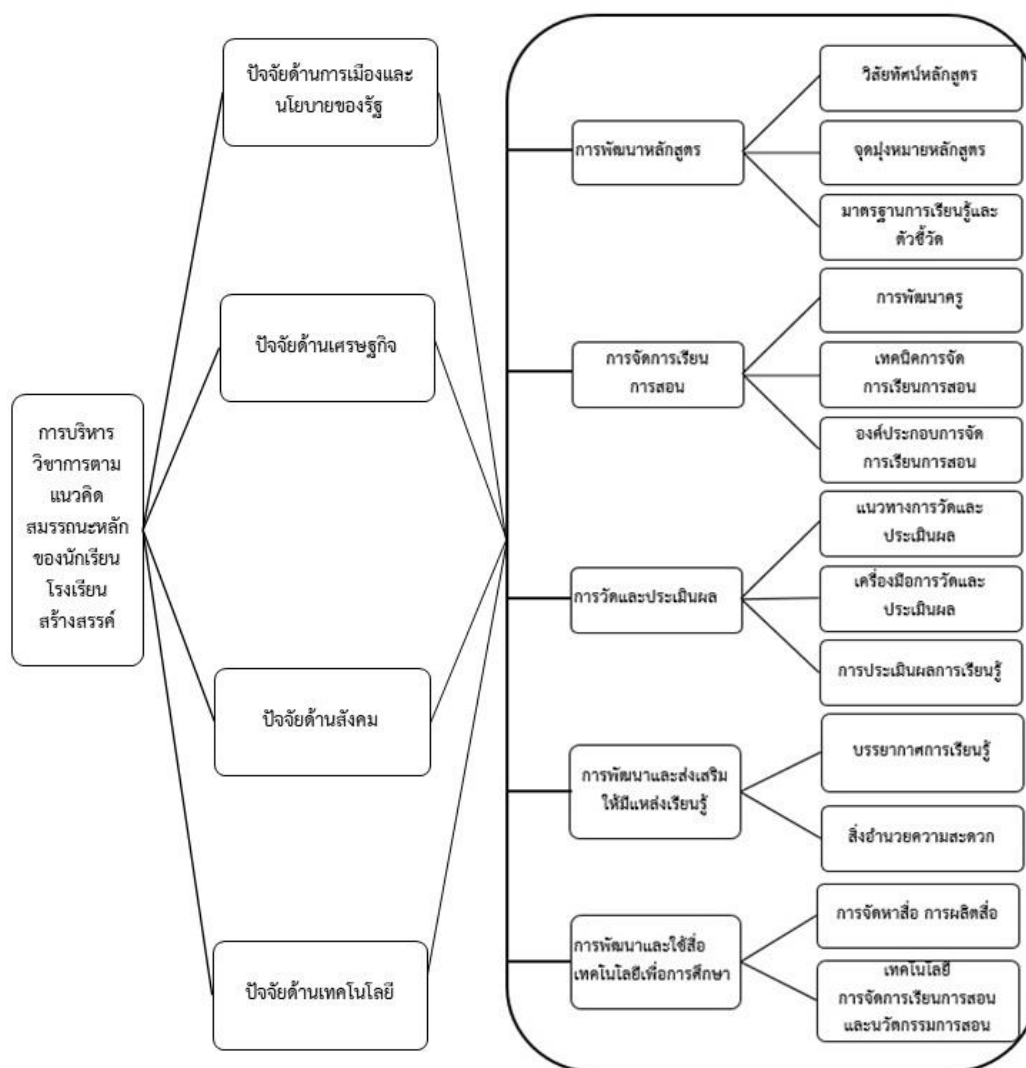 การบริหาร
วิชาการตาม
แนวคิด
สมรรถนะหลัก
ของนักเรียน
โรงเรียน
สร้างสรรค์
ปัจจัยด้านการเมืองและ
นโยบายของรัฐ
ปัจจัยด้านเศรษฐกิจ
ปัจจัยด้านสังคม
ปัจจัยด้านเทคโนโลยี
การพัฒนาหลักสูตร
วิสัยทัศน์หลักสูตร
จุดมุ่งหมายหลักสูตร
มาตรฐานการเรียนรู้และ
ตัวชี้วัด
การจัดการเรียน
การสอน
การพัฒนาครู
เทคนิคการจัด
การเรียนการสอน
องค์ประกอบการจัด
การเรียนการสอน
การวัดและประเมินผล
แนวทางการวัดและ
ประเมินผล
เครื่องมือการวัดและ
ประเมินผล
การประเมินผลการเรียนรู้
การพัฒนาและส่งเสริม
ให้มีแหล่งเรียนรู้
บรรยากาศการเรียนรู้
สิ่งอำนวยความสะดวก
การพัฒนาและใช้สื่อ
เทคโนโลยีเพื่อการศึกษา
การจัดหาสื่อ การผลิตสื่อ
เทคโนโลยี
การจัดการเรียนการสอน
และนวัตกรรมการสอน